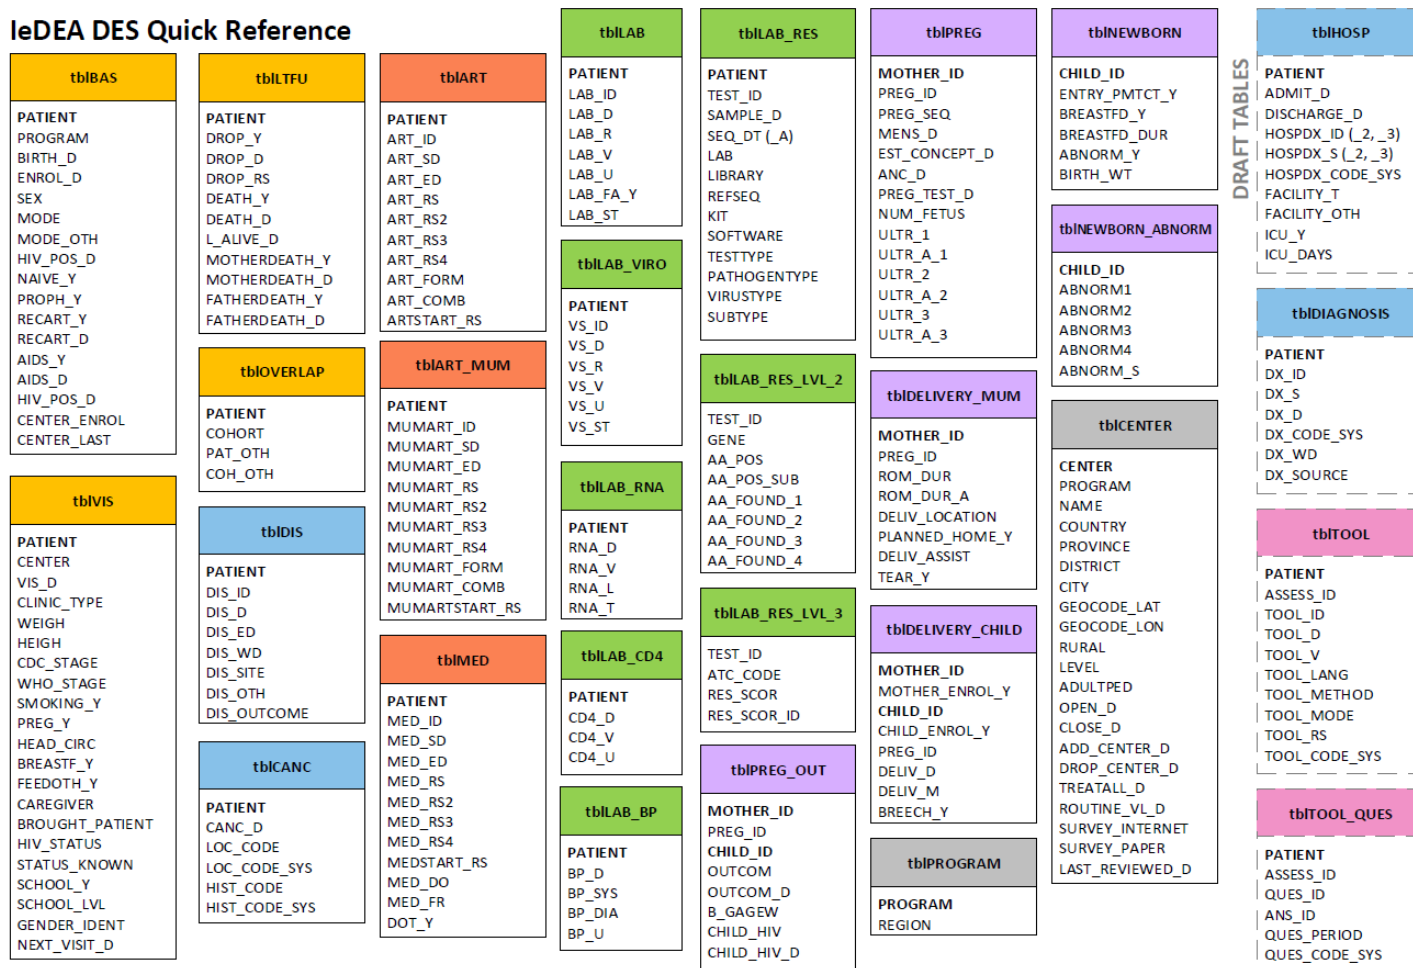 IeDEA DES Quick Reference
tblBAS
PATIENT
PROGRAM
BIRTH_D
ENROL_D
SEX
MODE
MODE_OTH
HIV_POS_D
NAIVE_Y
PROPH_Y
RECART_Y
RECART_D
AIDS_Y
AIDS_D
HIV_POS_D
CENTER_ENROL
CENTER_LAST
tblVIS
PATIENT
CENTER
VIS_D
CLINIC_TYPE
WEIGH
HEIGH
CDC_STAGE
WHO_STAGE
SMOKING_Y
PREG_Y
HEAD_CIRC
BREASTF_Y
FEEDOTH_Y
CAREGIVER
BROUGHT_PATIENT
HIV_STATUS
STATUS_KNOWN
SCHOOL_Y
SCHOOL_LVL
GENDER_IDENT
NEXT_VISIT_D
tblLTFU
PATIENT
DROP_Y
DROP_D
DROP_RS
DEATH_Y
DEATH_D
L_ALIVE_D
MOTHERDEATH_Y
MOTHERDEATH_D
FATHERDEATH_Y
FATHERDEATH_D
tblOVERLAP
PATIENT
COHORT
PAT_OTH
COH_OTH
tblDIS
PATIENT
DIS_ID
DIS_D
DIS_ED
DIS_WD
DIS_SITE
DIS_OTH
DIS_OUTCOME
tblCANC
PATIENT
CANC_D
LOC_CODE
LOC_CODE_SYS
HIST_CODE
HIST_CODE_SYS
tblART
PATIENT
ART_ID
ART_SD
ART_ED
ART_RS
ART_RS2
ART_RS3
ART_RS4
ART_FORM
ART_COMB
ARTSTART_RS
tblART_MUM
PATIENT
MUMART_ID
MUMART_SD
MUMART_ED
MUMART_RS
MUMART_RS2
MUMART_RS3
MUMART_RS4
MUMART_FORM
MUMART_COMB
MUMARTSTART_RS
tblMED
PATIENT
MED_ID
MED_SD
MED_ED
MED_RS
MED_RS2
MED_RS3
MED_RS4
MEDSTART_RS
MED_DO
MED_FR
DOT_Y
tblLAB
PATIENT
LAB_ID
LAB_D
LAB_R
LAB_V
LAB_U
LAB_FA_Y
LAB_ST
tblLAB_VIRO
PATIENT
VS_ID
VS_D
VS_R
VS_V
VS_U
VS_ST
tblLAB_RNA
PATIENT
RNA_D
RNA_V
RNA_L
RNA_T
tblLAB_CD4
PATIENT
CD4_D
CD4_V
CD4_U
tblLAB_BP
PATIENT
BP_D
BP_SYS
BP_DIA
BP_U
tblLAB_RES
PATIENT
TEST_ID
SAMPLE_D
SEQ_DT (_A)
LAB
LIBRARY
REFSEQ
KIT
SOFTWARE
TESTTYPE
PATHOGENTYPE
VIRUSTYPE
SUBTYPE
tblLAB_RES_LVL_2
TEST_ID
GENE
AA_POS
AA_POS_SUB
AA_FOUND_1
AA_FOUND_2
AA_FOUND_3
AA_FOUND_4
tblLAB_RES_LVL_3
TEST_ID
ATC_CODE
RES_SCOR
RES_SCOR_ID
tblPREG_OUT
MOTHER_ID
PREG_ID
CHILD_ID
OUTCOM
OUTCOM_D
B_GAGEW
CHILD_HIV
CHILD_HIV_D
tblPREG
MOTHER_ID
PREG_ID
PREG_SEQ
MENS_D
EST_CONCEPT_D
ANC_D
PREG_TEST_D
NUM_FETUS
ULTR_1
ULTR_A_1
ULTR_2
ULTR_A_2
ULTR_3
ULTR_A_3
tblDELIVERY_MUM
MOTHER_ID
PREG_ID
ROM_DUR
ROM_DUR_A
DELIV_LOCATION
PLANNED_HOME_Y
DELIV_ASSIST
TEAR_Y
tblDELIVERY_CHILD
MOTHER_ID
MOTHER_ENROL_Y
CHILD_ID
CHILD_ENROL_Y
PREG_ID
DELIV_D
DELIV_M
BREECH_Y
tblPROGRAM
PROGRAM
REGION
tblNEWBORN
CHILD_ID
ENTRY_PMTCT_Y
BREASTFD_Y
BREASTFD_DUR
ABNORM_Y
BIRTH_WT
tblNEWBORN_ABNORM
CHILD_ID
ABNORM1
ABNORM2
ABNORM3
ABNORM4
ABNORM_S
tblCENTER
CENTER
PROGRAM
NAME
COUNTRY
PROVINCE
DISTRICT
CITY
GEOCODE_LAT
GEOCODE_LON
RURAL
LEVEL
ADULTPED
OPEN_D
CLOSE_D
ADD_CENTER_D
DROP_CENTER_D
TREATALL_D
ROUTINE_VL_D
SURVEY_INTERNET
SURVEY_PAPER
LAST_REVIEWED_D
DRAFT TABLES
tblHOSP
PATIENT
ADMIT_D
DISCHARGE_D
HOSPDX_ID (_2, _3)
HOSPDX_S (_2, _3)
HOSPDX_CODE_SYS
FACILITY_T
FACILITY_OTH
ICU_Y
ICU_DAYS
tblDIAGNOSIS
PATIENT
DX_ID
DX_S
DX_D
DX_CODE_SYS
DX_WD
DX_SOURCE
tblTOOL
PATIENT
ASSESS_ID
TOOL_ID
TOOL_D
TOOL_V
TOOL_LANG
TOOL_METHOD
TOOL_MODE
TOOL_RS
TOOL_CODE_SYS
tblTOOL_QUES
PATIENT
ASSESS_ID
QUES_ID
ANS_ID
QUES_PERIOD
QUES_CODE_SYS